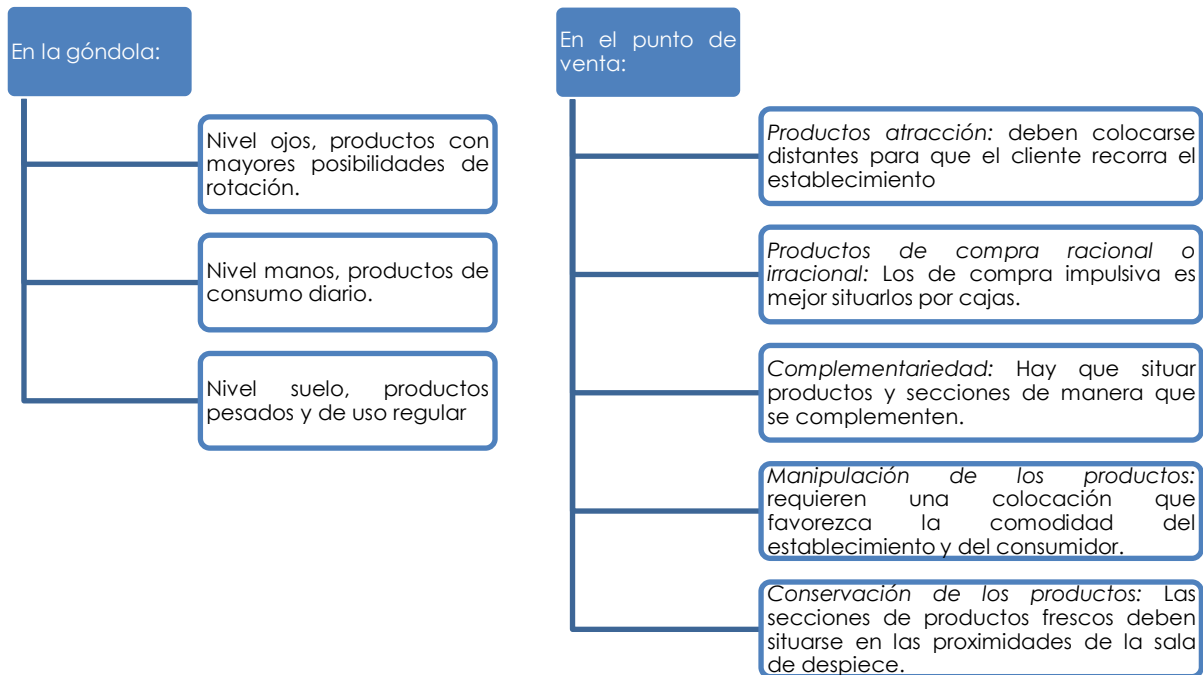 En la góndola:
Nivel ojos, productos con
mayores posibilidades de
rotación.
Nivel manos, productos de
consumo diario.
Nivel suelo, productos
pesados y de uso regular
En el punto de
venta:
Productos atracción: deben colocarse
distantes para que el cliente recorra el
establecimiento
Productos de compra racional o
irracional: Los de compra impulsiva es
mejor situarlos por cajas.
Complementariedad: Hay que situar
productos y secciones de manera que
se complementen.
Manipulación de los productos:
requieren una colocación que
favorezca la comodidad del
establecimiento y del consumidor.
Conservación de los productos: Las
secciones de productos frescos deben
situarse en las proximidades de la sala
de despiece.